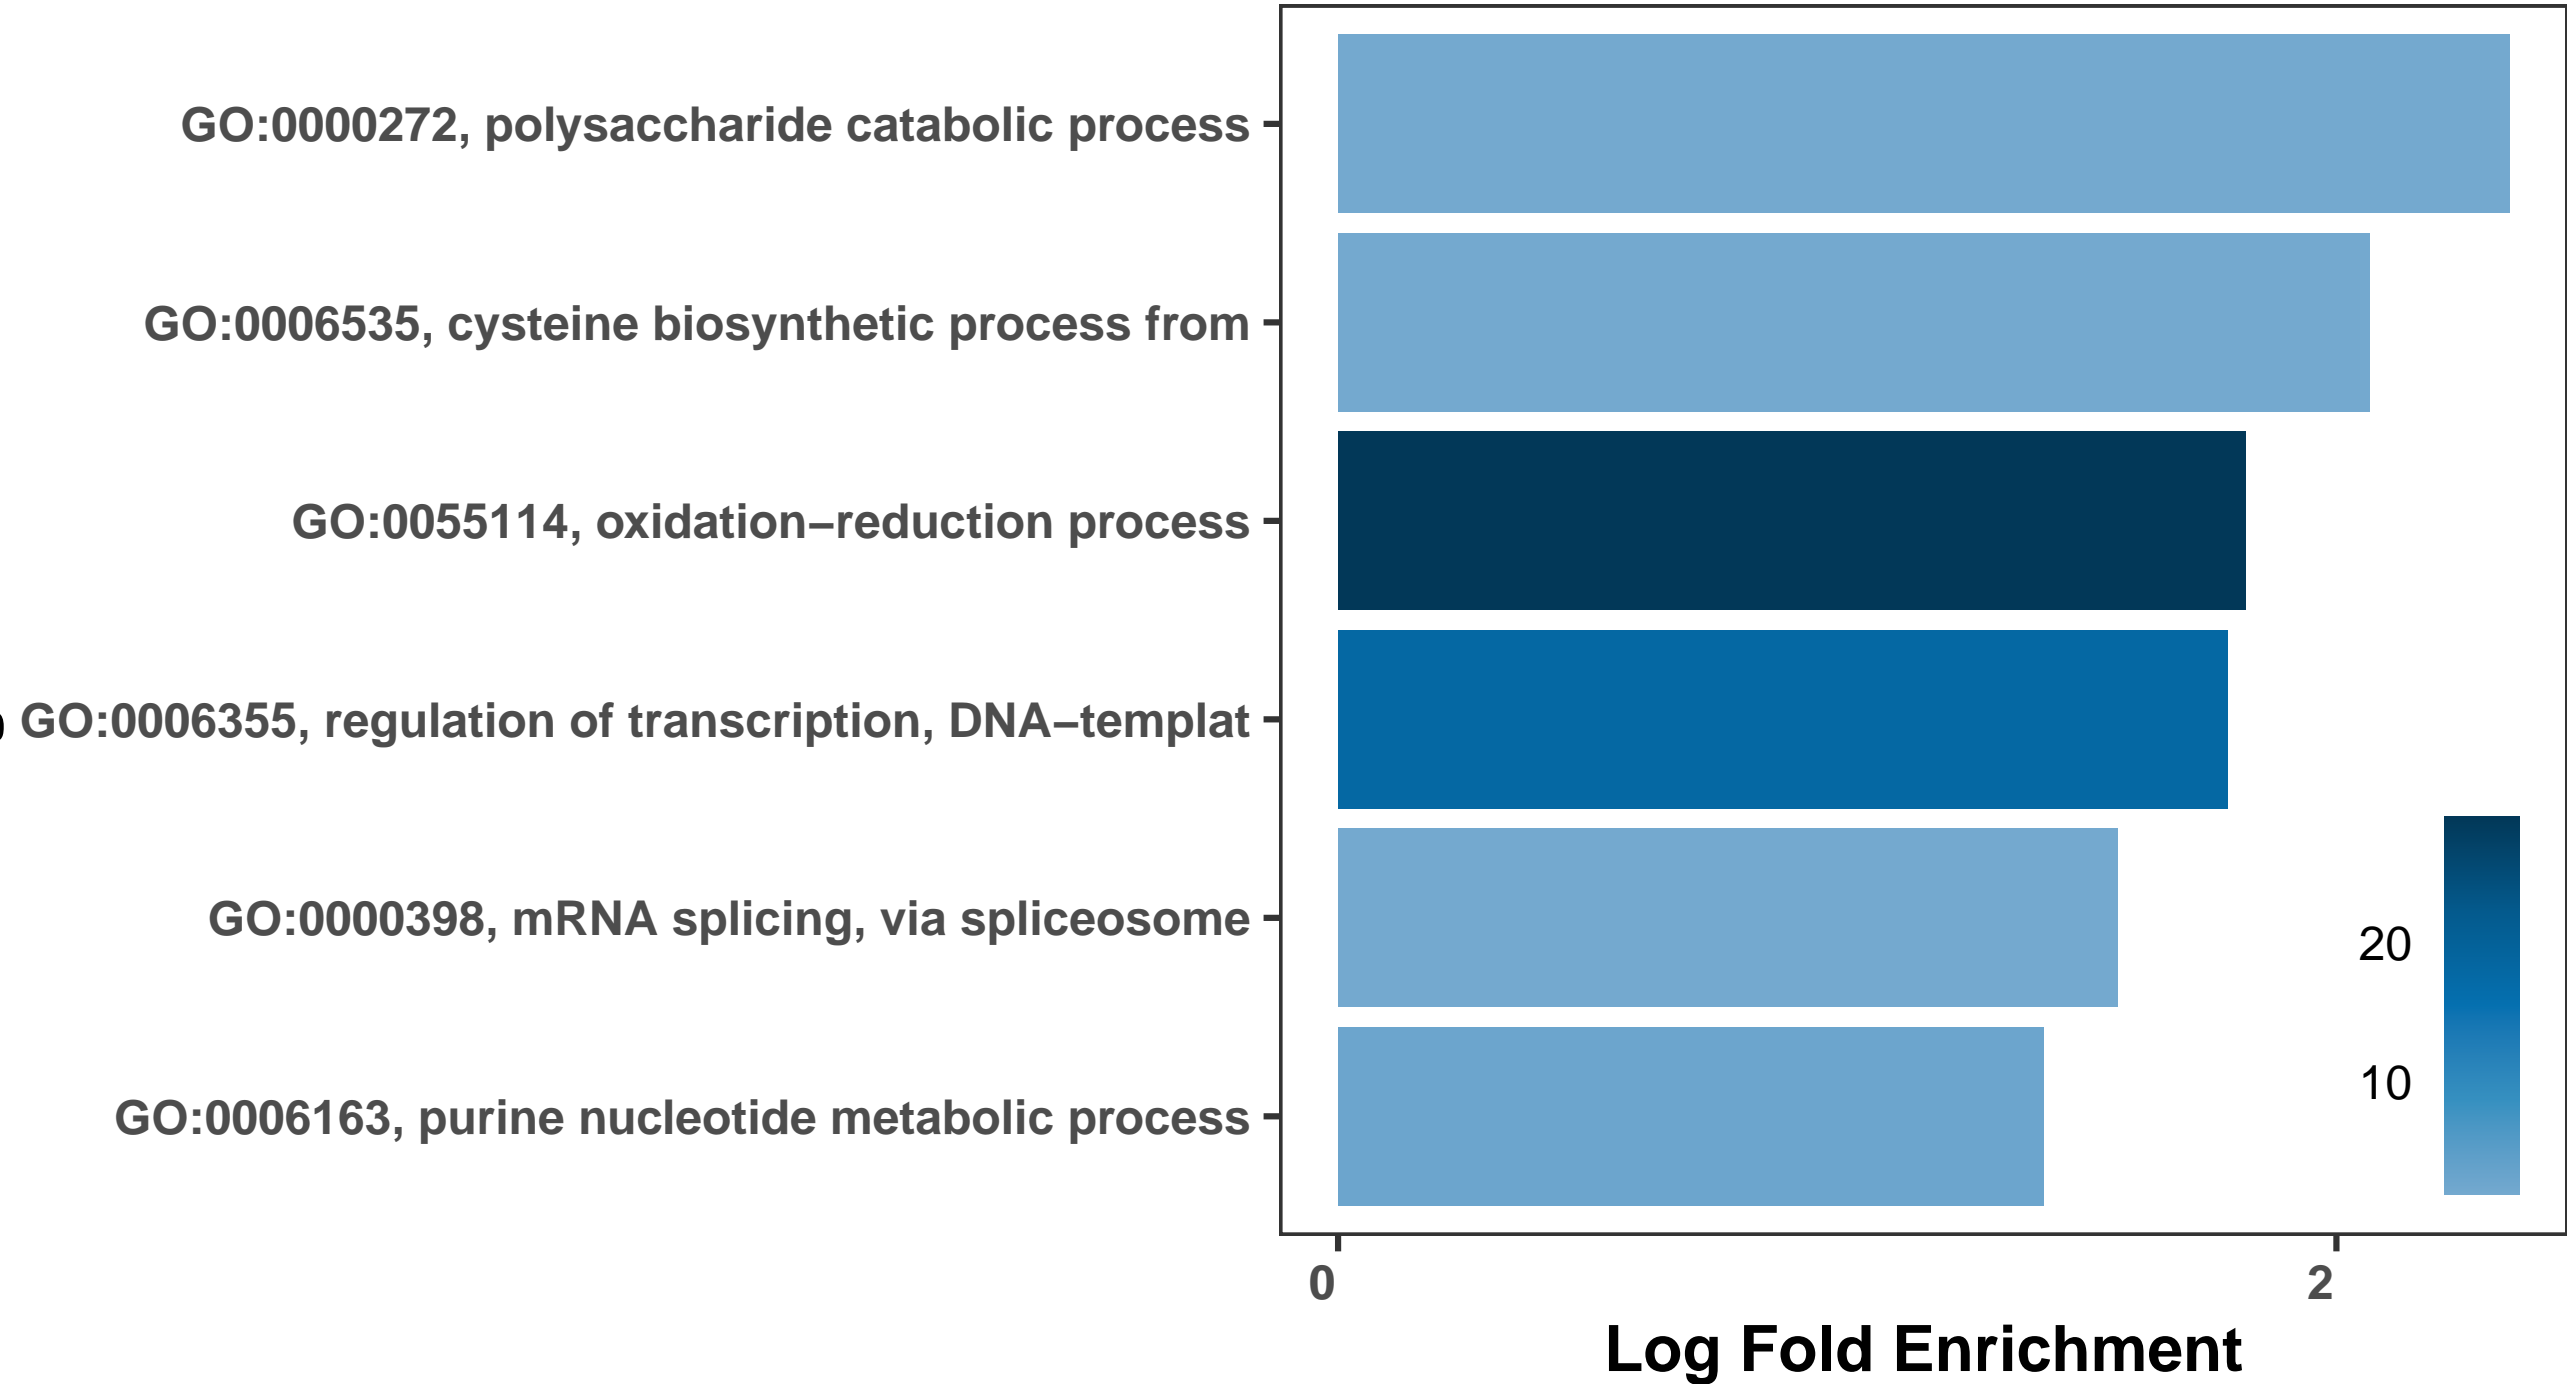 GO:0000272, polysaccharide catabolic process
GO:0006535, cysteine biosynthetic process from
GO:0055114, oxidation−reduction process
GO:0006355, regulation of transcription, DNA−templat
GO:0000398, mRNA splicing, via spliceosome
GO:0006163, purine nucleotide metabolic process
20
10
0
2
Log Fold Enrichment